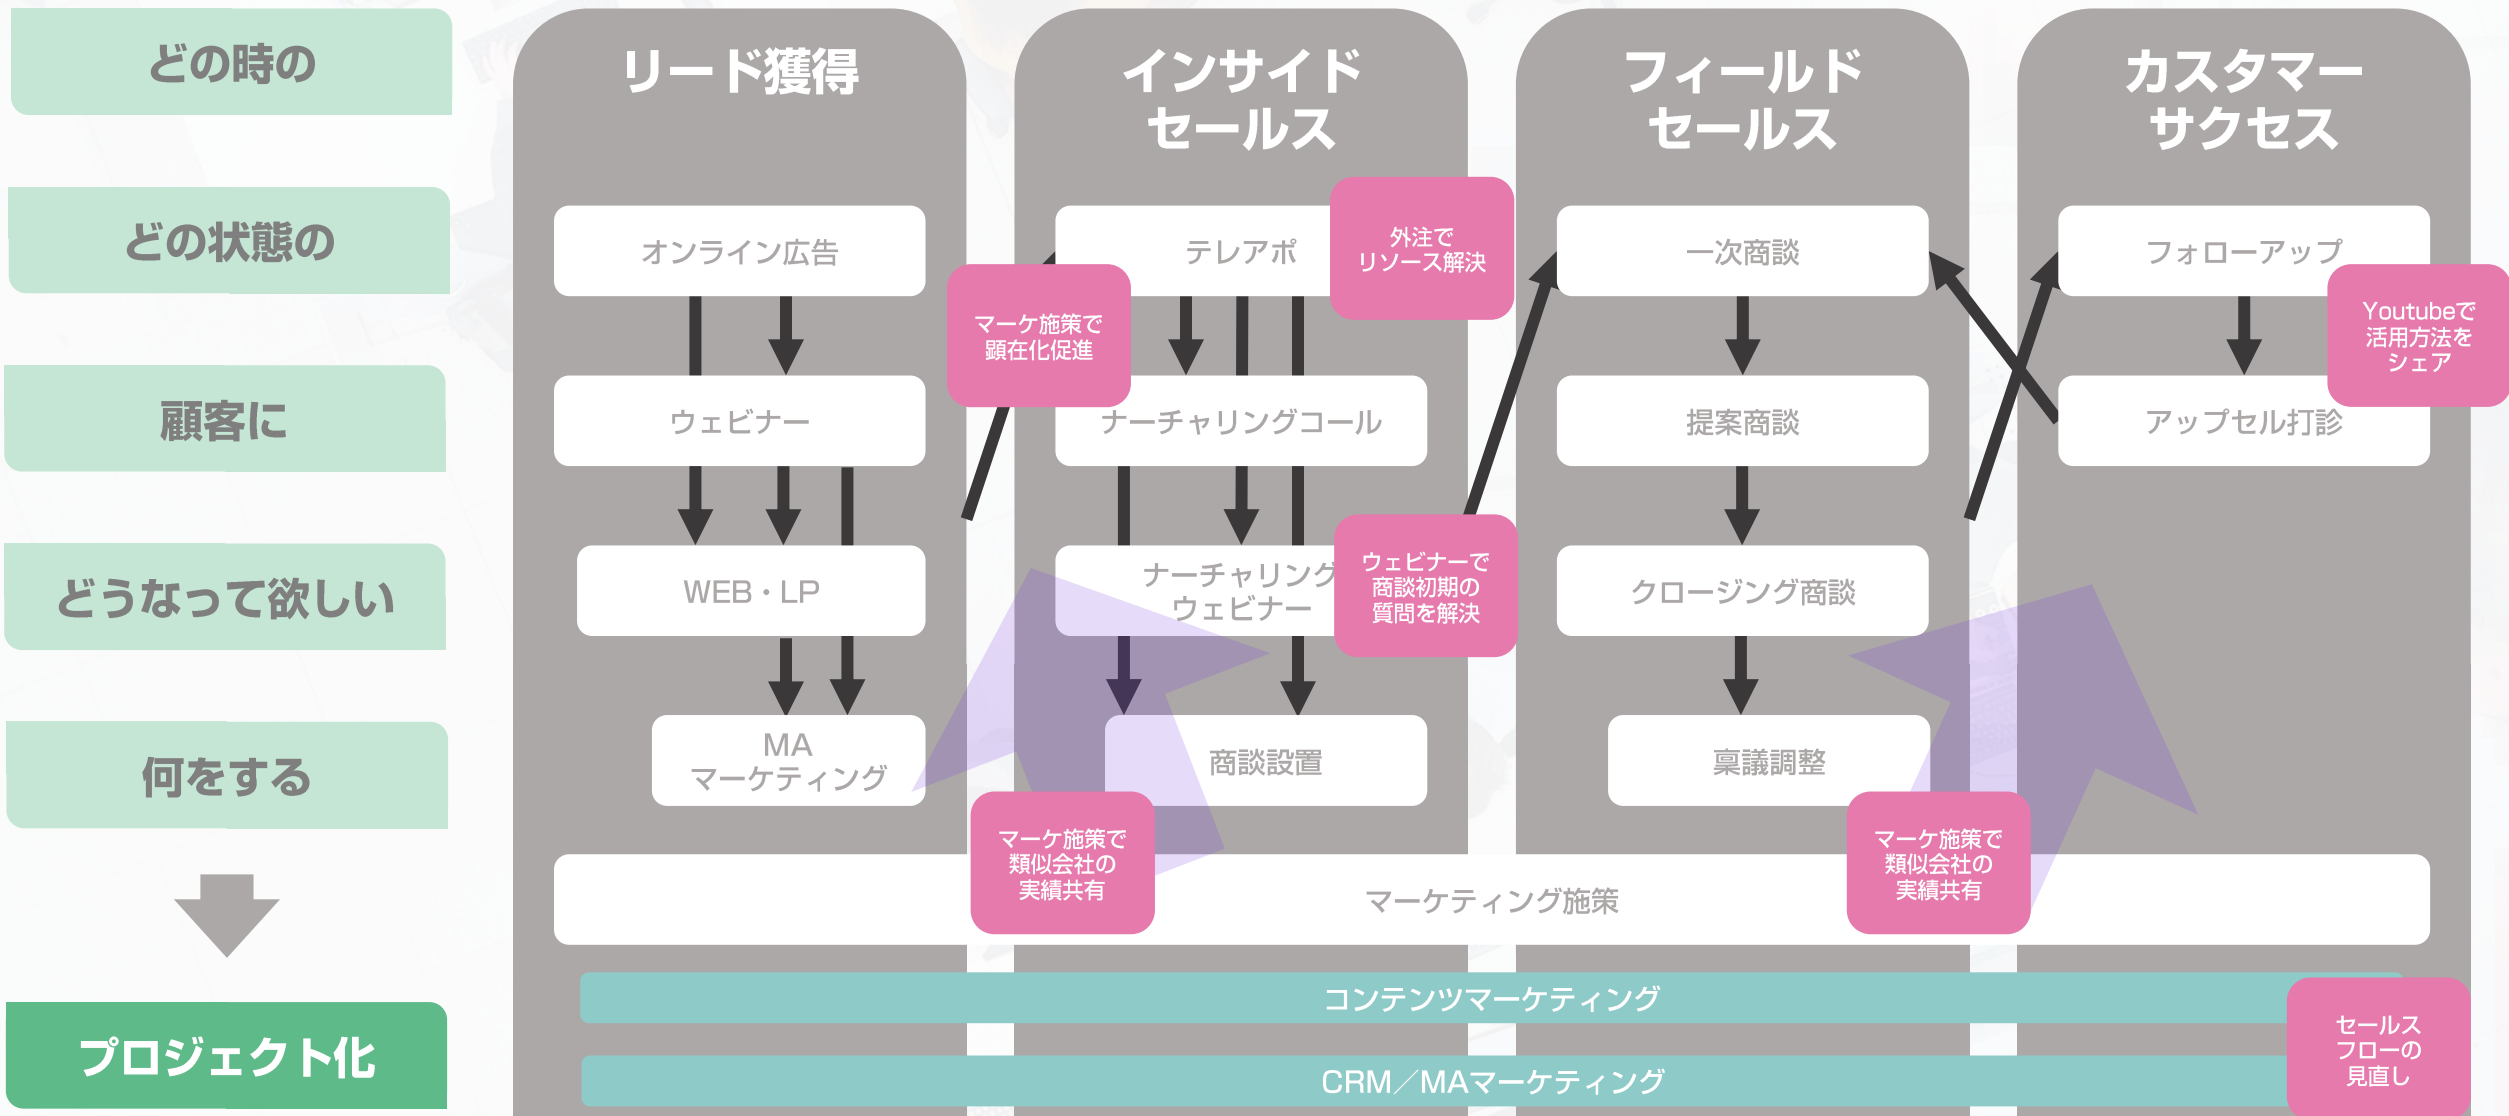 どの時の
どの状態の
顧客に
どうなって欲しい
何をする
プロジェクト化
リード獲得
オンライン広告
ウェビナー
WEB・LP
MA
マーケティング
マーケ施策で
顕在化促進
インサイド
セールス
テレアポ
外注で
リソース解決
ナーチャリングコール
ナーチャリング
ウェビナー
ウェビナーで
商談初期の
質問を解決
商談設置
マーケ施策で
類似会社の
実績共有
フィールド
セールス
一次商談
提案商談
クロージング商談
稟議調整
マーケ施策で
類似会社の
実績共有
カスタマー
サクセス
フォローアップ
Youtubeで
活用方法を
シェア
アップセル打診
マーケティング施策
コンテンツマーケティング
CRM／MAマーケティング
セールス
フローの
見直し